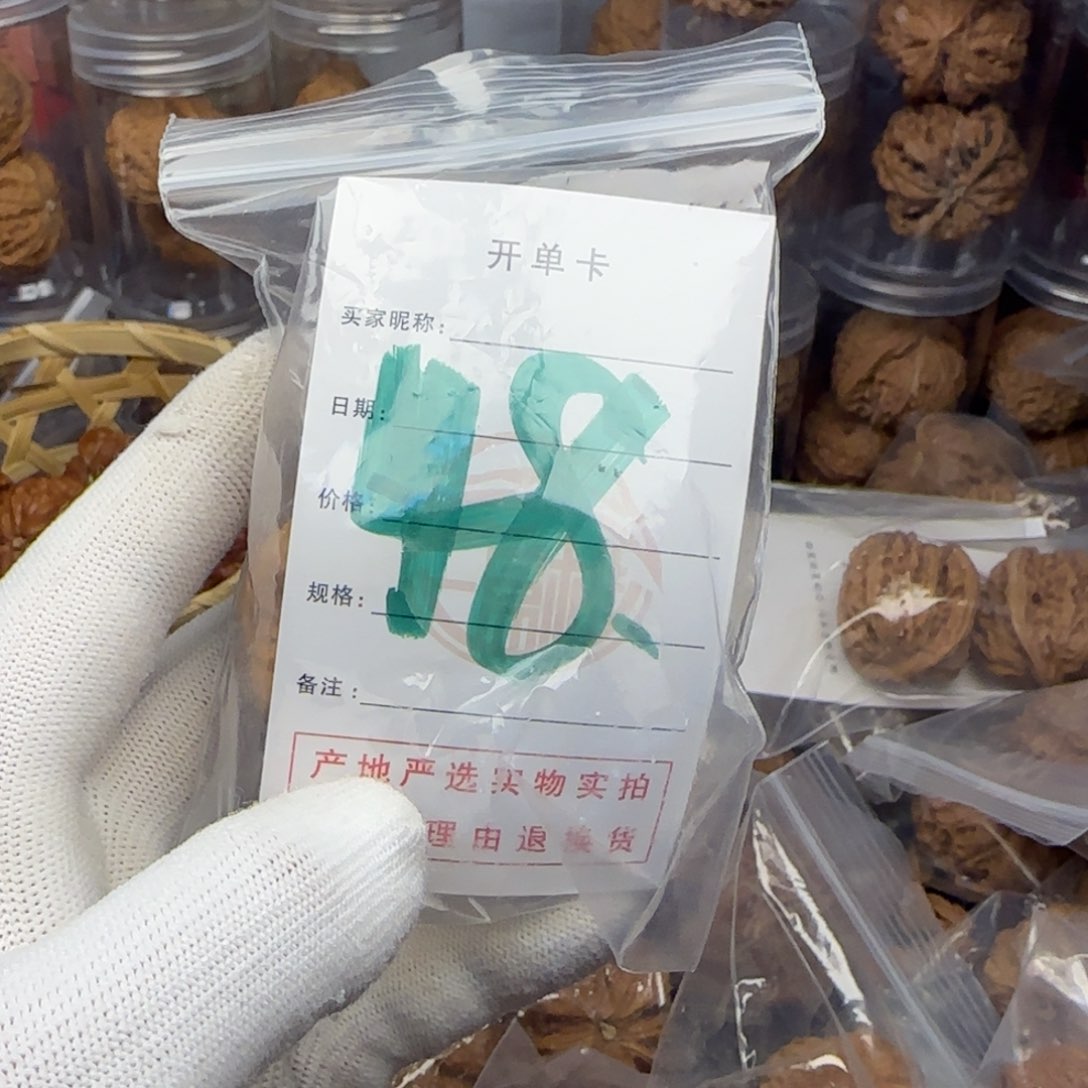 开单卡
买家昵称:
日期:
价格:
规格:
备注:
48.
产地严选实物实拍
理由退换货